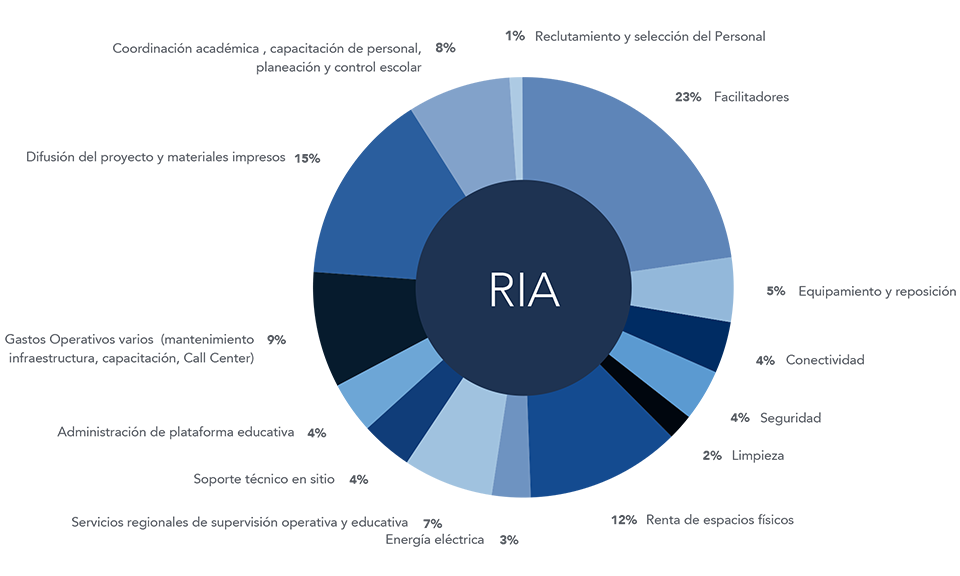 1% Reclutamiento y selección del Personal
23% Facilitadores
5% Equipamiento y reposición
4% Conectividad
4% Seguridad
2% Limpieza
12% Renta de espacios físicos
Energía eléctrica 3%
Servicios regionales de supervisión operativa y educativa 7%
Soporte técnico en sitio 4%
Administración de plataforma educativa 4%
Gastos Operativos varios (mantenimiento 9%
infraestructura, capacitación, Call Center)
Difusión del proyecto y materiales impresos 15%
Coordinación académica , capacitación de personal, 8%
planeación y control escolar
RIA